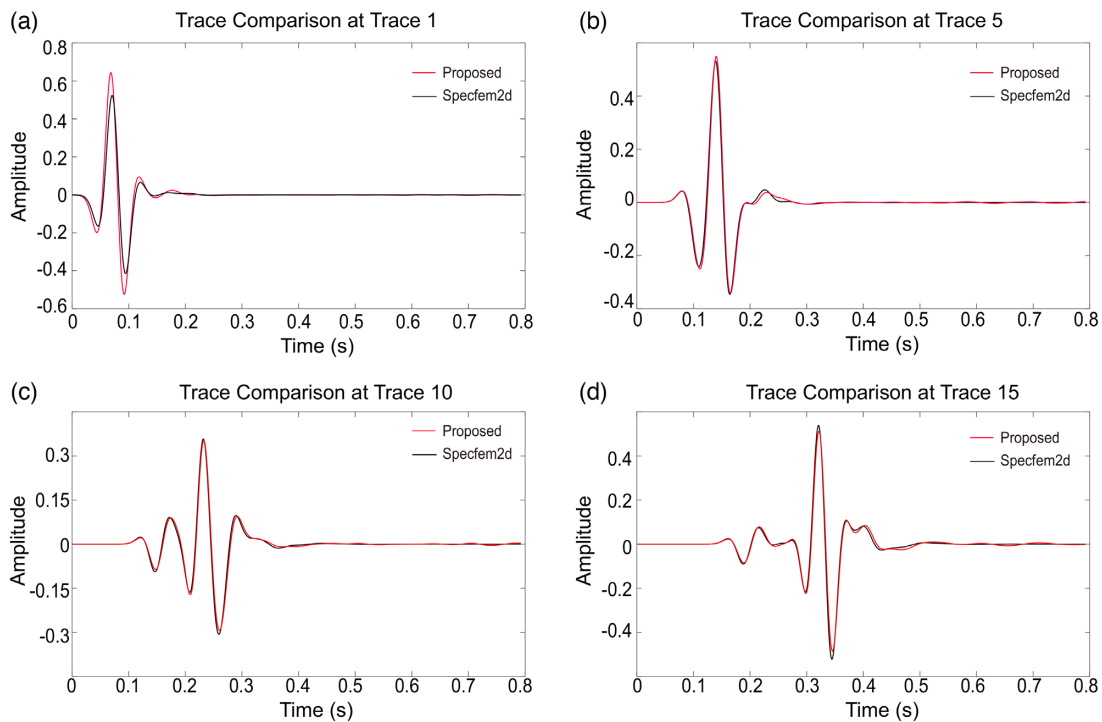 (a)
Trace Comparison at Trace 1
0.8
0.6
0.4
0.2
0
-0.2
-0.4
-0.6
Amplitude
Proposed
Specfem2d
0 0.1 0.2 0.3 0.4 0.5 0.6 0.7 0.8
Time (s)
(b)
Trace Comparison at Trace 5
0.4
0.2
0
-0.2
-0.4
Amplitude
Proposed
Specfem2d
0 0.1 0.2 0.3 0.4 0.5 0.6 0.7 0.8
Time (s)
(c)
Trace Comparison at Trace 10
0.3
0.15
0
-0.15
-0.3
Amplitude
Proposed
Specfem2d
0 0.1 0.2 0.3 0.4 0.5 0.6 0.7 0.8
Time (s)
(d)
Trace Comparison at Trace 15
0.4
0.2
0
-0.2
-0.4
Amplitude
Proposed
Specfem2d
0 0.1 0.2 0.3 0.4 0.5 0.6 0.7 0.8
Time (s)